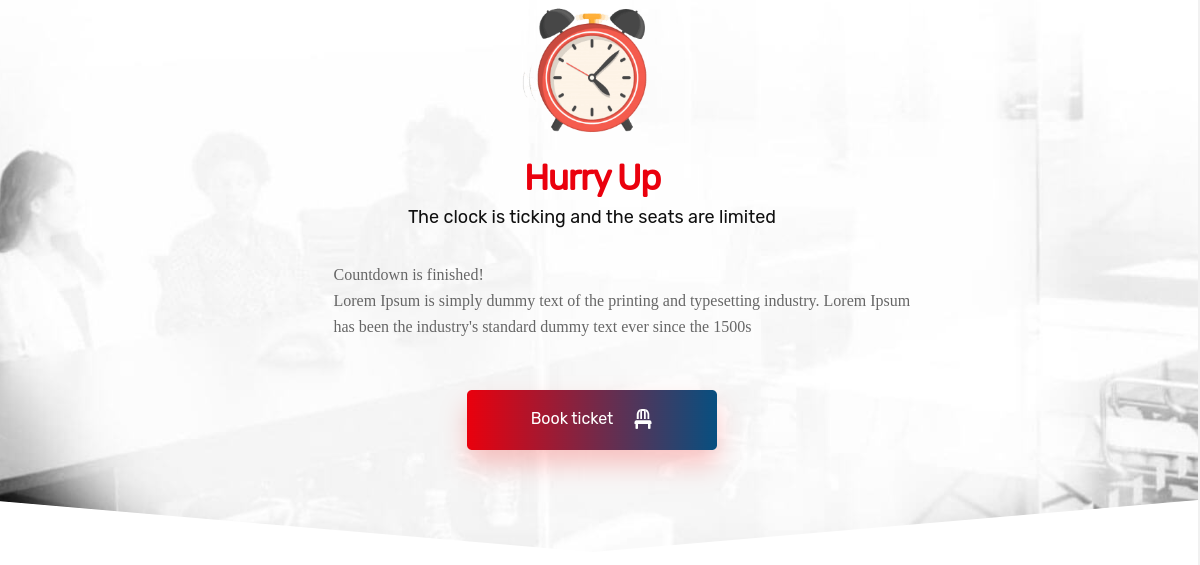 Hurry Up
The clock is ticking and the seats are limited
Countdown is finished!
Lorem Ipsum is simply dummy text of the printing and typesetting industry. Lorem Ipsum
has been the industry's standard dummy text ever since the 1500s
Book ticket